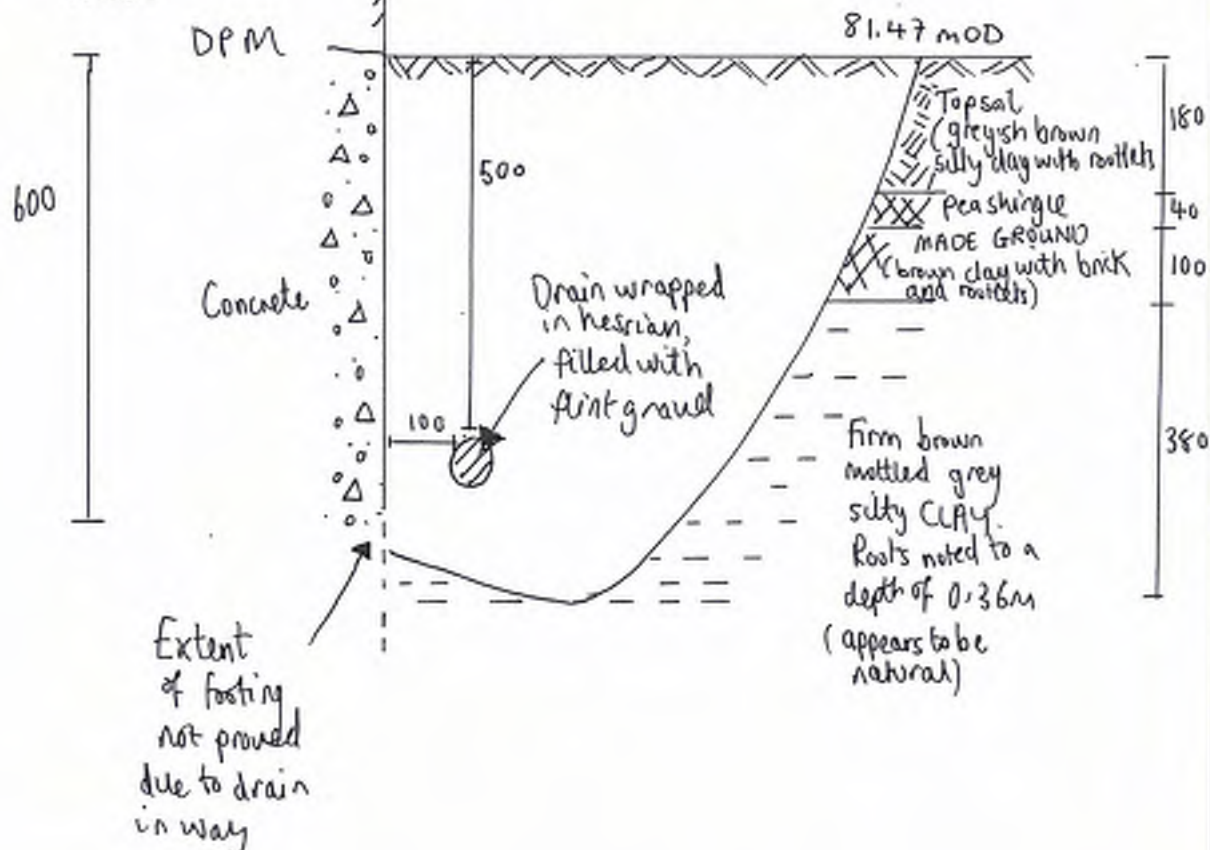 DPM
81.47 mOD
600
500
100
Concrete
Drain wrapped
in hessian,
filled with
flint gravel
Topsoil
(greyish brown
silty clay with rootlets
180
Peashingle
40
MADE GROUND
(brown clay with brick
and rootlets)
100
Firm brown
mottled grey
silty CLAY.
Roots noted to a
depth of 0.36m
(appears to be
natural)
380
Extent
of footing
not proved
due to drain
in way